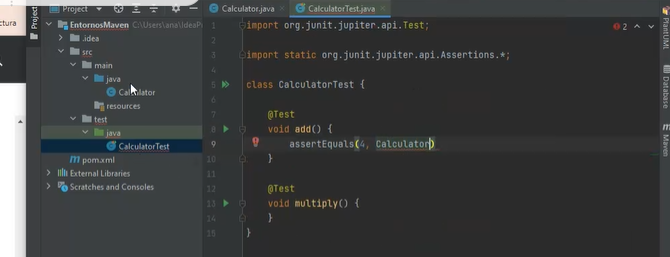 Project
Calculator.java
CalculatorTest.java
ctura
Project
EntornosMaven C:\Users\ama\IdeaP
.idea
src
main
java
Calculator
resources
test
java
CalculatorTest
pom.xml
External Libraries
Scratches and Consoles
1 import org.junit.jupiter.api.Test;
2
3 import static org.junit.jupiter.api.Assertions.*;
4
5 class CalculatorTest {
6
7 @Test
8 void add() {
9 assertEquals(4, Calculator)
10 }
11
12 @Test
13 void multiply() {
14 }
15 }
2
PlantUML
Database
Maven